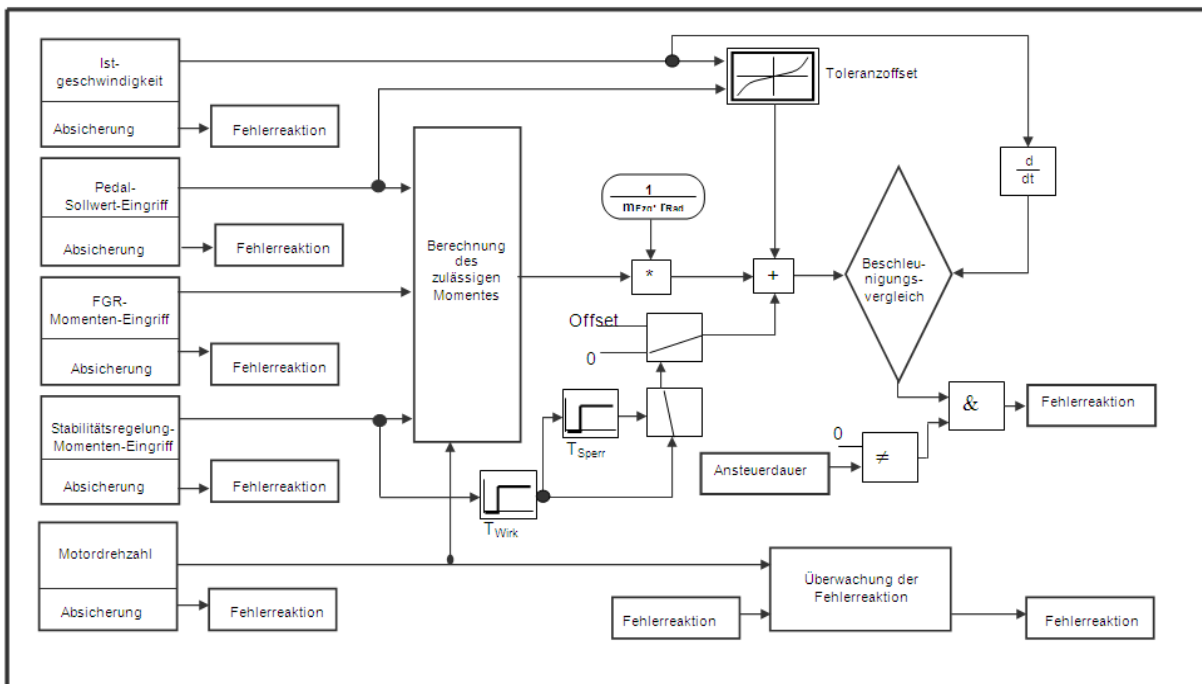 Ist-
geschwindigkeit
Absicherung
Fehlerreaktion
Toleranzoffset
d
dt
Pedal-
Sollwert-Eingriff
Absicherung
Fehlerreaktion
Berechnung
des
zulässigen
Momentes
1
mFzn· rRad
*
+
Beschleu-
nigungs-
vergleich
FGR-
Momenten-Eingriff
Absicherung
Fehlerreaktion
Offset
0
Stabilitätsregelung-
Momenten-Eingriff
Absicherung
Fehlerreaktion
TSperr
TWirk
&
Fehlerreaktion
0
≠
Ansteuerdauer
Motordrehzahl
Absicherung
Fehlerreaktion
Überwachung der
Fehlerreaktion
Fehlerreaktion
Fehlerreaktion